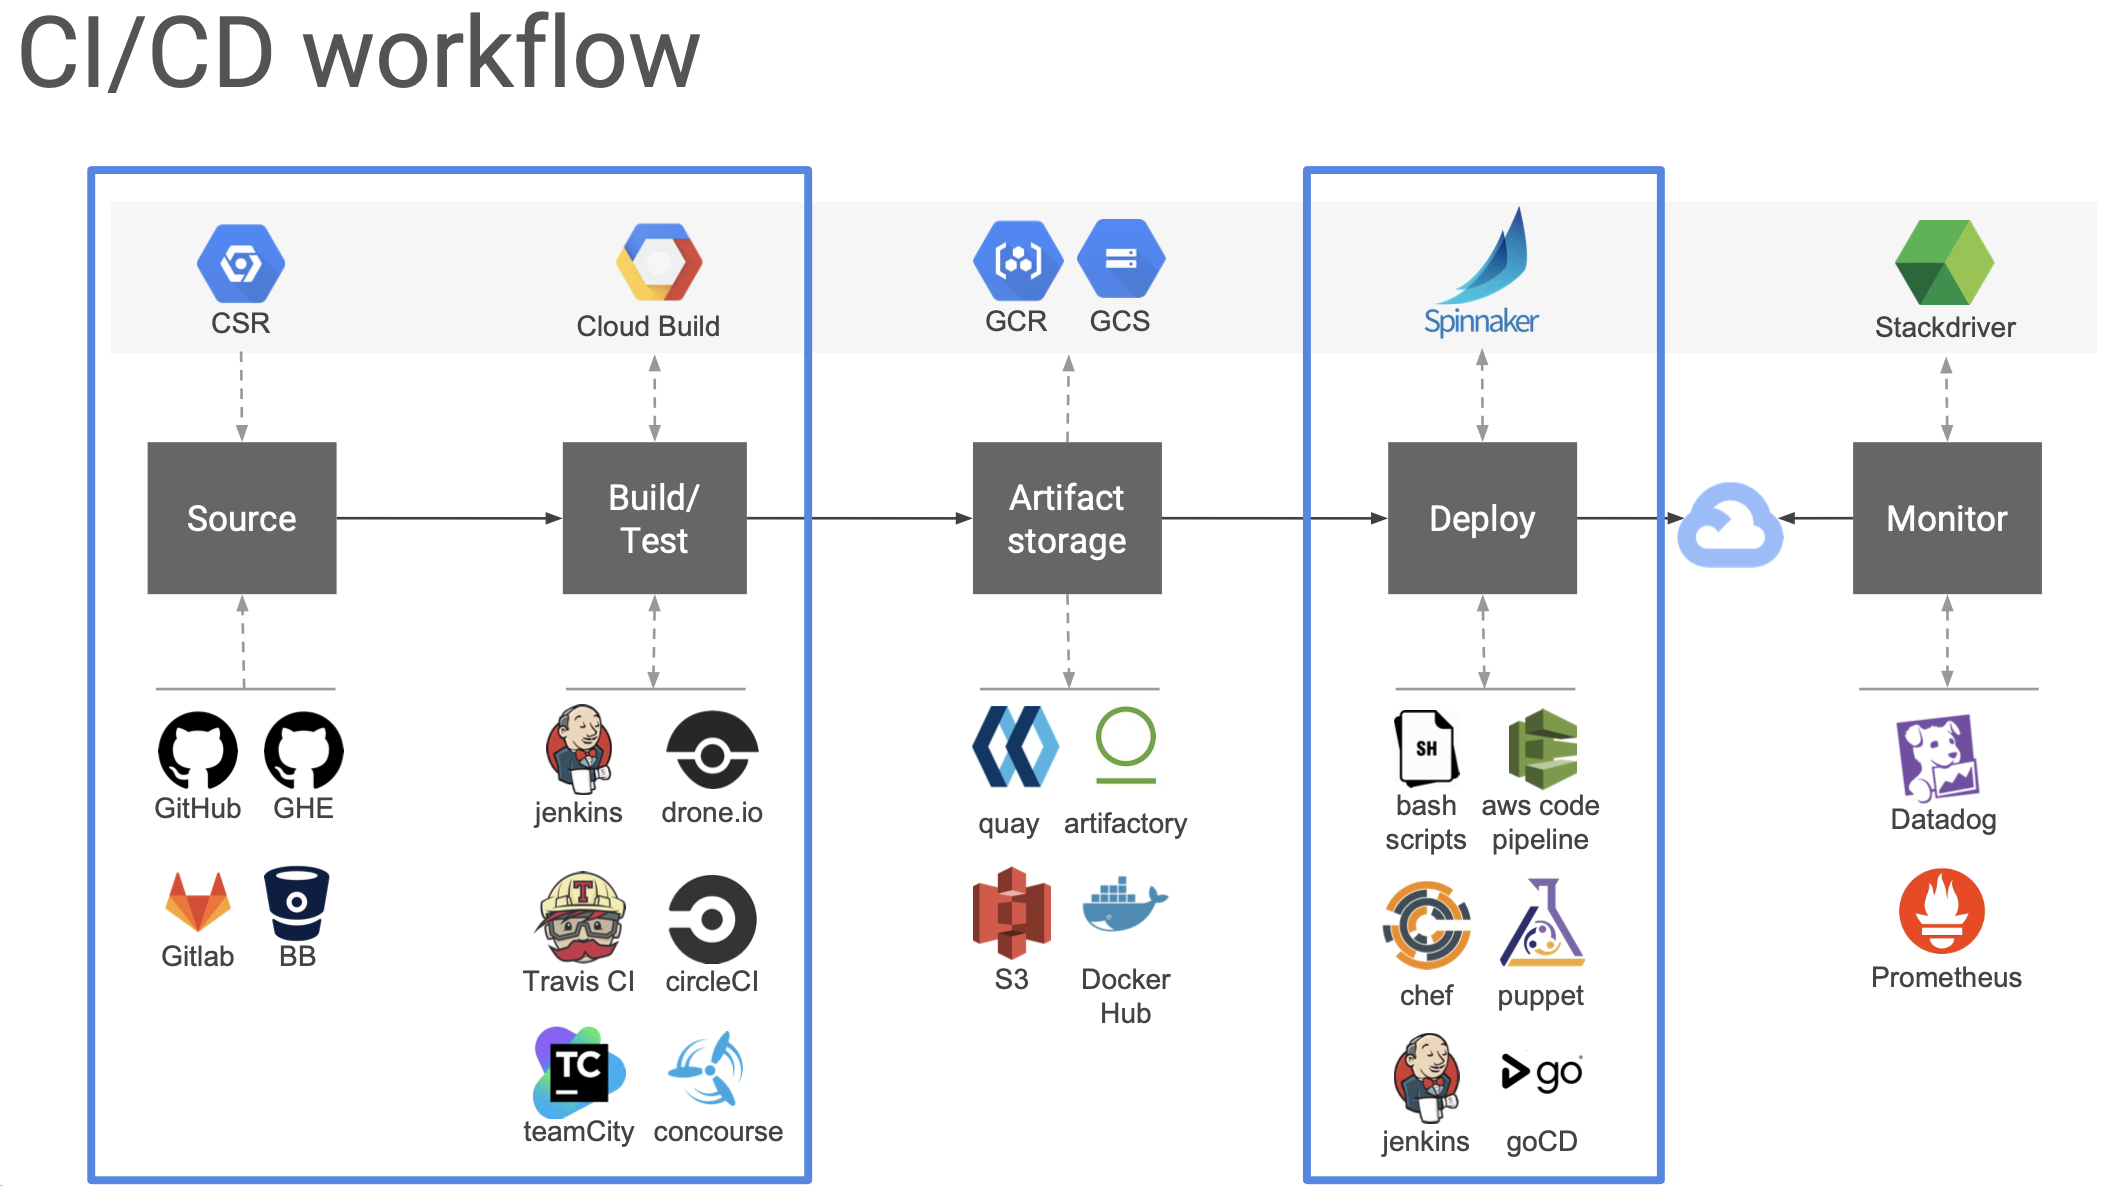 CI/CD workflow
CSR
Cloud Build
GCR
GCS
Spinnaker
Stackdriver
Source
Build/
Test
Artifact
storage
Deploy
Monitor
GitHub
GHE
Gitlab
BB
jenkins
drone.io
T
Travis CI
circleCI
TC
teamCity
concourse
quay
artifactory
S3
Docker
Hub
SH
bash
scripts
aws code
pipeline
chef
puppet
jenkins
go
goCD
Datadog
Prometheus